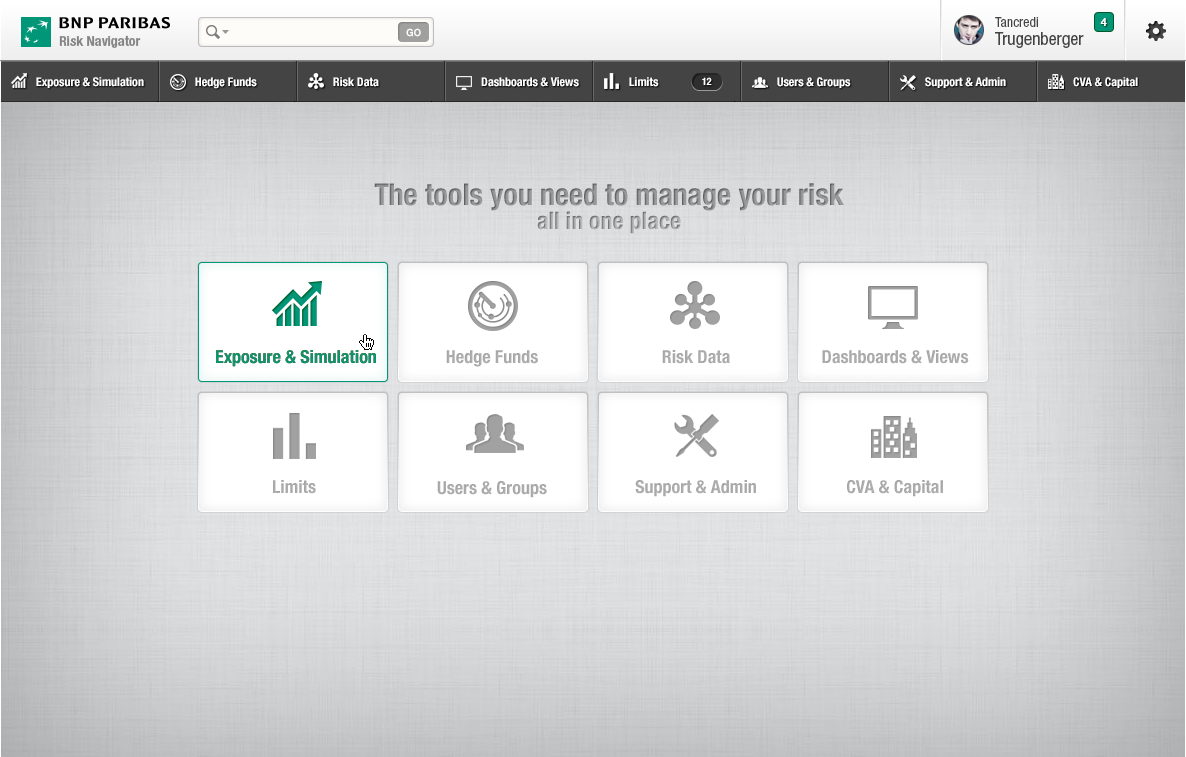 BNP PARIBAS
Risk Navigator
GO
Tancredi
Trugenberger
4
Exposure & Simulation
Hedge Funds
Risk Data
Dashboards & Views
Limits
12
Users & Groups
Support & Admin
CVA & Capital
The tools you need to manage your risk
all in one place
Exposure & Simulation
Hedge Funds
Risk Data
Dashboards & Views
Limits
Users & Groups
Support & Admin
CVA & Capital